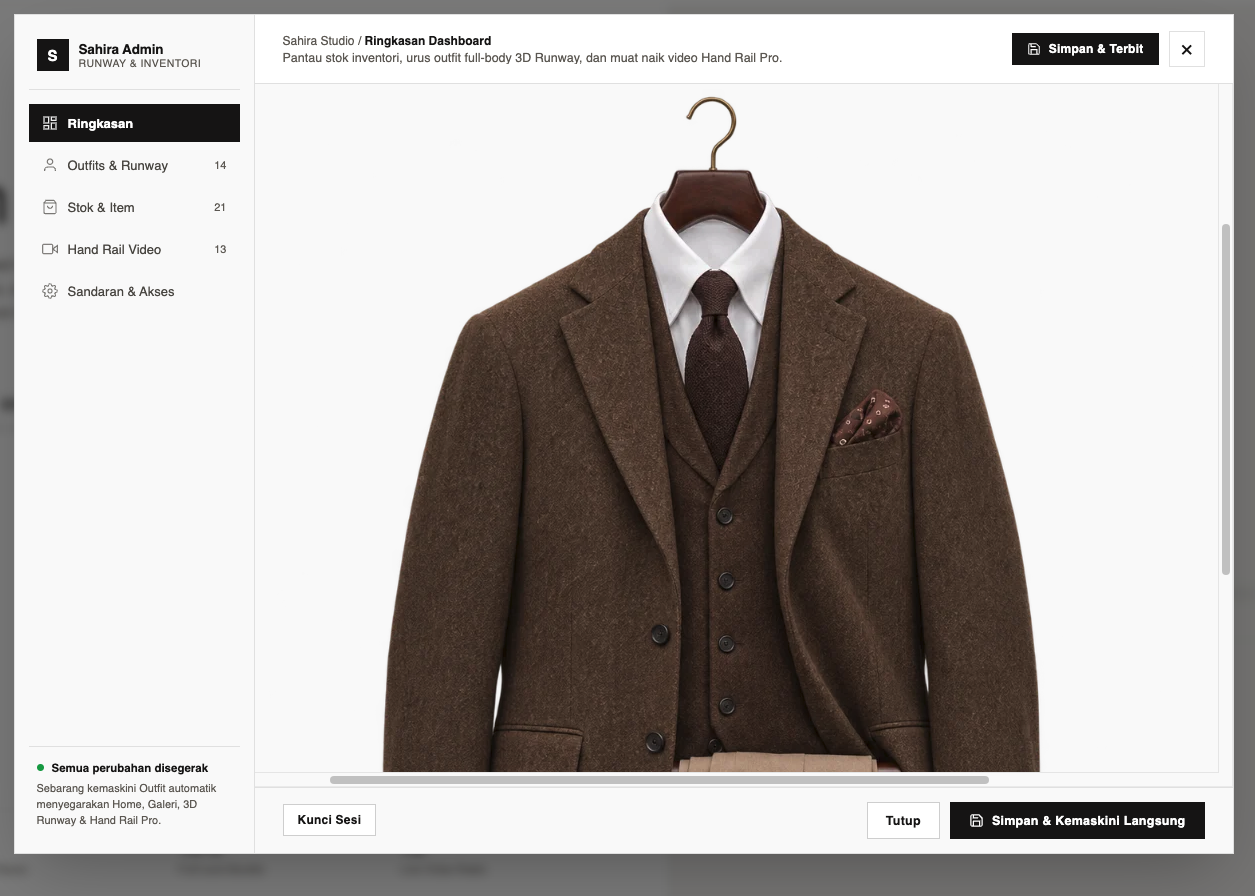 S
Sahira Admin
RUNWAY & INVENTORI
Ringkasan
Outfits & Runway 14
Stok & Item 21
Hand Rail Video 13
Sandaran & Akses
Semua perubahan disegerak
Sebarang kemaskini Outfit automatik
menyegarakan Home, Galeri, 3D
Runway & Hand Rail Pro.
Sahira Studio / Ringkasan Dashboard
Pantau stok inventori, urus outfit full-body 3D Runway, dan muat naik video Hand Rail Pro.
Simpan & Terbit
Kunci Sesi
Tutup
Simpan & Kemaskini Langsung